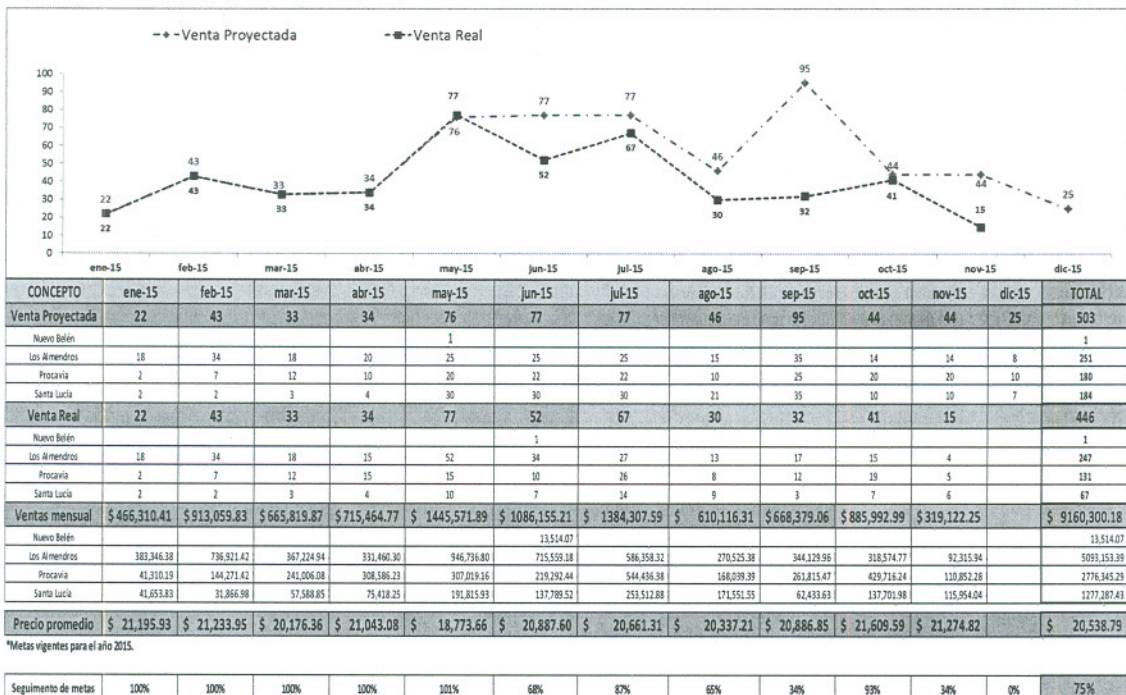 Venta Proyectada Venta Real
100
90
80
70
60
50
40
30
20
10
0
22 43 33 34 77 77 77 46 95 44 44 25
22 43 33 34 76 52 67 30 32 41 15
ene-15 feb-15 mar-15 abr-15 may-15 jun-15 jul-15 ago-15 sep-15 oct-15 nov-15 dic-15
CONCEPTO ene-15 feb-15 mar-15 abr-15 may-15 jun-15 jul-15 ago-15 sep-15 oct-15 nov-15 dic-15 TOTAL
Venta Proyectada 22 43 33 34 76 77 77 46 95 44 44 25 503
Nuevo Belén 1 1
Los Almendros 18 34 18 20 25 25 25 15 35 14 14 8 251
Procavia 2 7 12 10 20 22 22 10 25 20 20 10 180
Santa Lucía 2 2 3 4 30 30 30 21 35 10 10 7 184
Venta Real 22 43 33 34 77 52 67 30 32 41 15 446
Nuevo Belén 1 1
Los Almendros 18 34 18 15 52 34 27 13 17 15 4 247
Procavia 2 7 12 15 15 10 26 8 12 19 5 131
Santa Lucía 2 2 3 4 10 7 14 9 3 7 6 67
Ventas mensual $466,310.41 $913,059.83 $665,819.87 $715,464.77 $ 1445,571.89 $ 1086,155.21 $ 1384,307.59 $ 610,116.31 $668,379.06 $885,992.99 $319,122.25 $ 9160,300.18
Nuevo Belén 13,514.07 13,514.07
Los Almendros 383,346.38 736,921.42 367,224.94 331,460.30 946,736.80 715,559.18 586,358.32 270,525.38 344,129.96 318,574.77 92,315.94 5093,153.39
Procavia 41,310.19 144,271.42 241,006.08 308,586.23 307,019.16 219,292.44 544,436.38 168,039.39 261,815.47 429,716.24 110,852.28 2776,345.29
Santa Lucía 41,653.83 31,866.98 57,588.85 75,418.25 191,815.93 137,789.52 253,512.88 171,551.55 62,433.63 137,701.98 115,954.04 1277,287.43
Precio promedio $ 21,195.93 $ 21,233.95 $ 20,176.36 $ 21,043.08 $ 18,773.66 $ 20,887.60 $ 20,661.31 $ 20,337.21 $ 20,886.85 $ 21,609.59 $ 21,274.82 $ 20,538.79
*Metas vigentes para el año 2015.
Seguimento de metas 100% 100% 100% 100% 101% 68% 87% 65% 34% 93% 34% 0% 75%